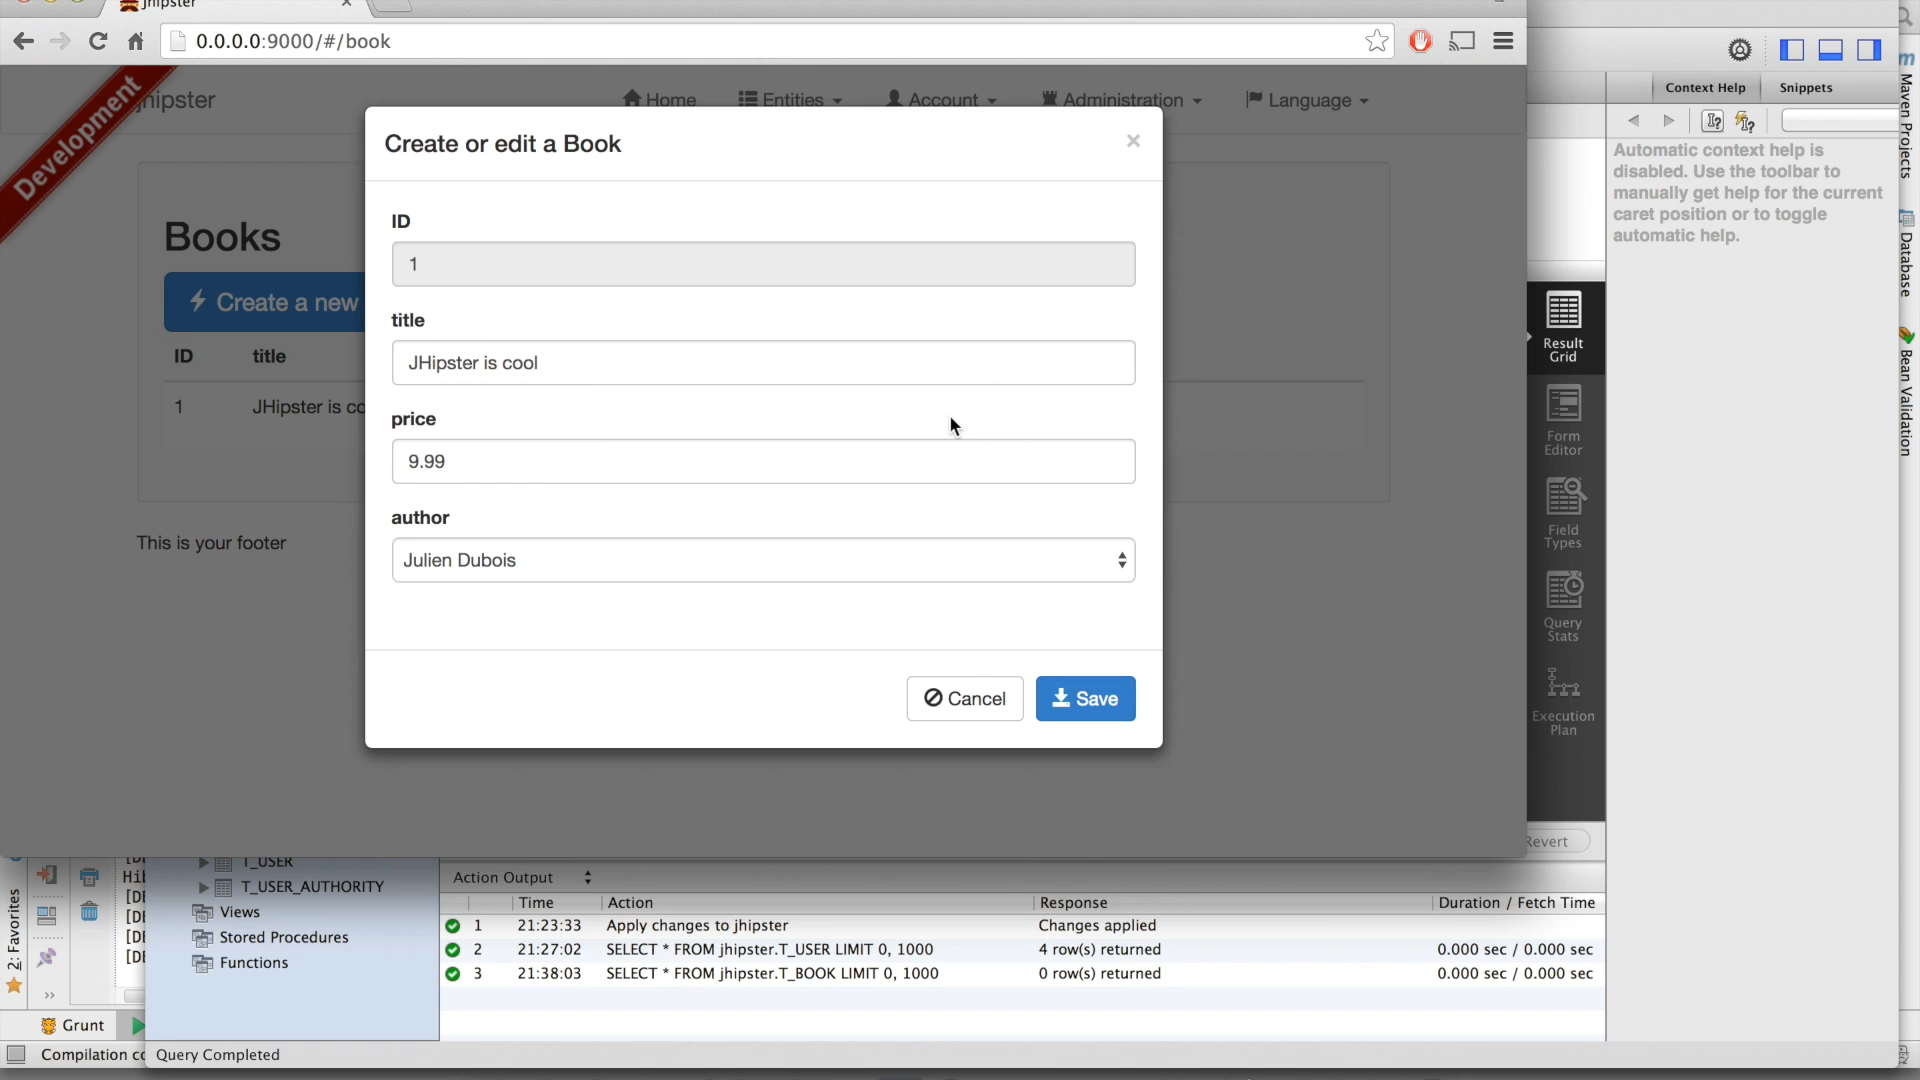 jhipster
0.0.0.0:9000/#/book
Development
jhipster
Home
Entities
Account
Administration
Language
Create or edit a Book
×
ID
1
title
JHipster is cool
price
9.99
author
Julien Dubois
Cancel
Save
Books
Create a new
ID title
1 JHipster is co
This is your footer
Context Help
Snippets
Automatic context help is
disabled. Use the toolbar to
manually get help for the current
caret position or to toggle
automatic help.
Maven Projects
Database
Bean Validation
Result
Grid
Form
Editor
Field
Types
Query
Stats
Execution
Plan
Revert
T_USER
T_USER_AUTHORITY
Views
Stored Procedures
Functions
Action Output
Time Action Response Duration / Fetch Time
1 21:23:33 Apply changes to jhipster Changes applied
2 21:27:02 SELECT * FROM jhipster.T_USER LIMIT 0, 1000 4 row(s) returned 0.000 sec / 0.000 sec
3 21:38:03 SELECT * FROM jhipster.T_BOOK LIMIT 0, 1000 0 row(s) returned 0.000 sec / 0.000 sec
2: Favorites
Hi
[DE
[DE
[DE
[DE
Grunt
Compilation co
Query Completed